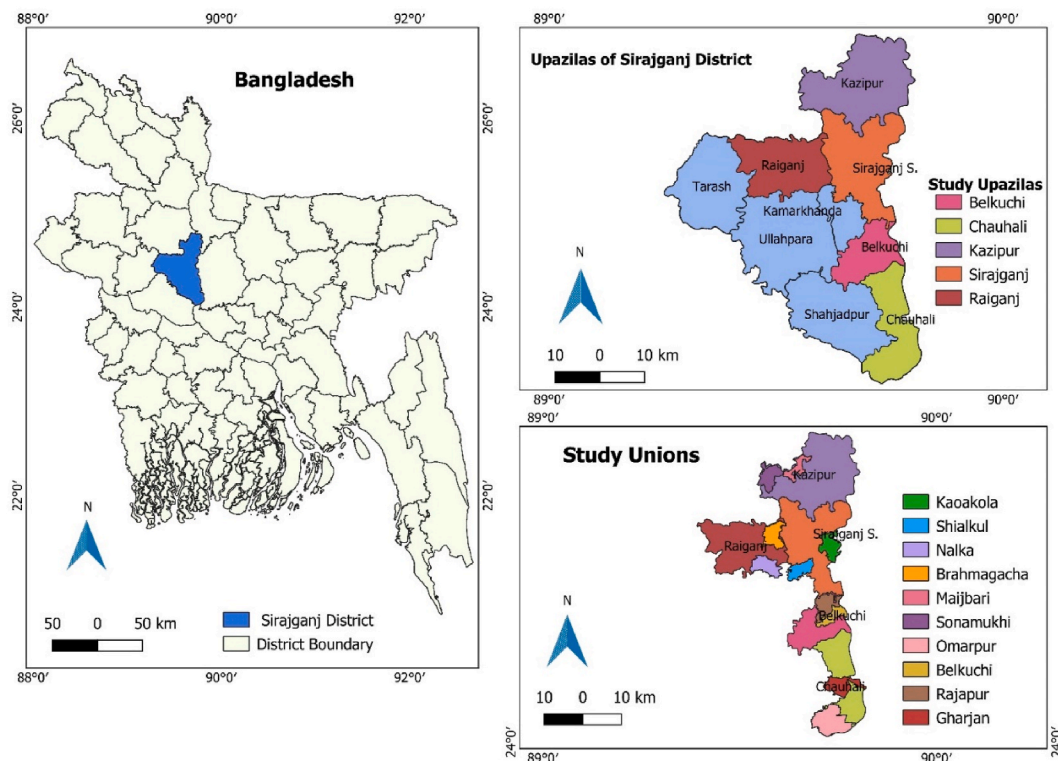 88°0′ 90°0′ 92°0′
Bangladesh
26°0′ 26°0′
24°0′ 24°0′
22°0′ 22°0′
N
50 0 50 km
Sirajganj District
District Boundary
88°0′ 90°0′ 92°0′
89°0′ 90°0′
Upazilas of Sirajganj District
Kazipur
Raiganj
Sirajganj S.
Tarash
Kamarkhanda
Ullahpara
Belkuchi
Shahjadpur
Chauhali
Study Upazilas
Belkuchi
Chauhali
Kazipur
Sirajganj
Raiganj
N
10 0 10 km
89°0′ 90°0′
89°0′ 90°0′
Study Unions
Kazipur
Sirajganj S.
Raiganj
Belkuchi
Chauhali
Kaoakola
Shialkul
Nalka
Brahmagacha
Maijbari
Sonamukhi
Omarpur
Belkuchi
Rajapur
Gharjan
N
10 0 10 km
24°0′ 24°0′
89°0′ 90°0′